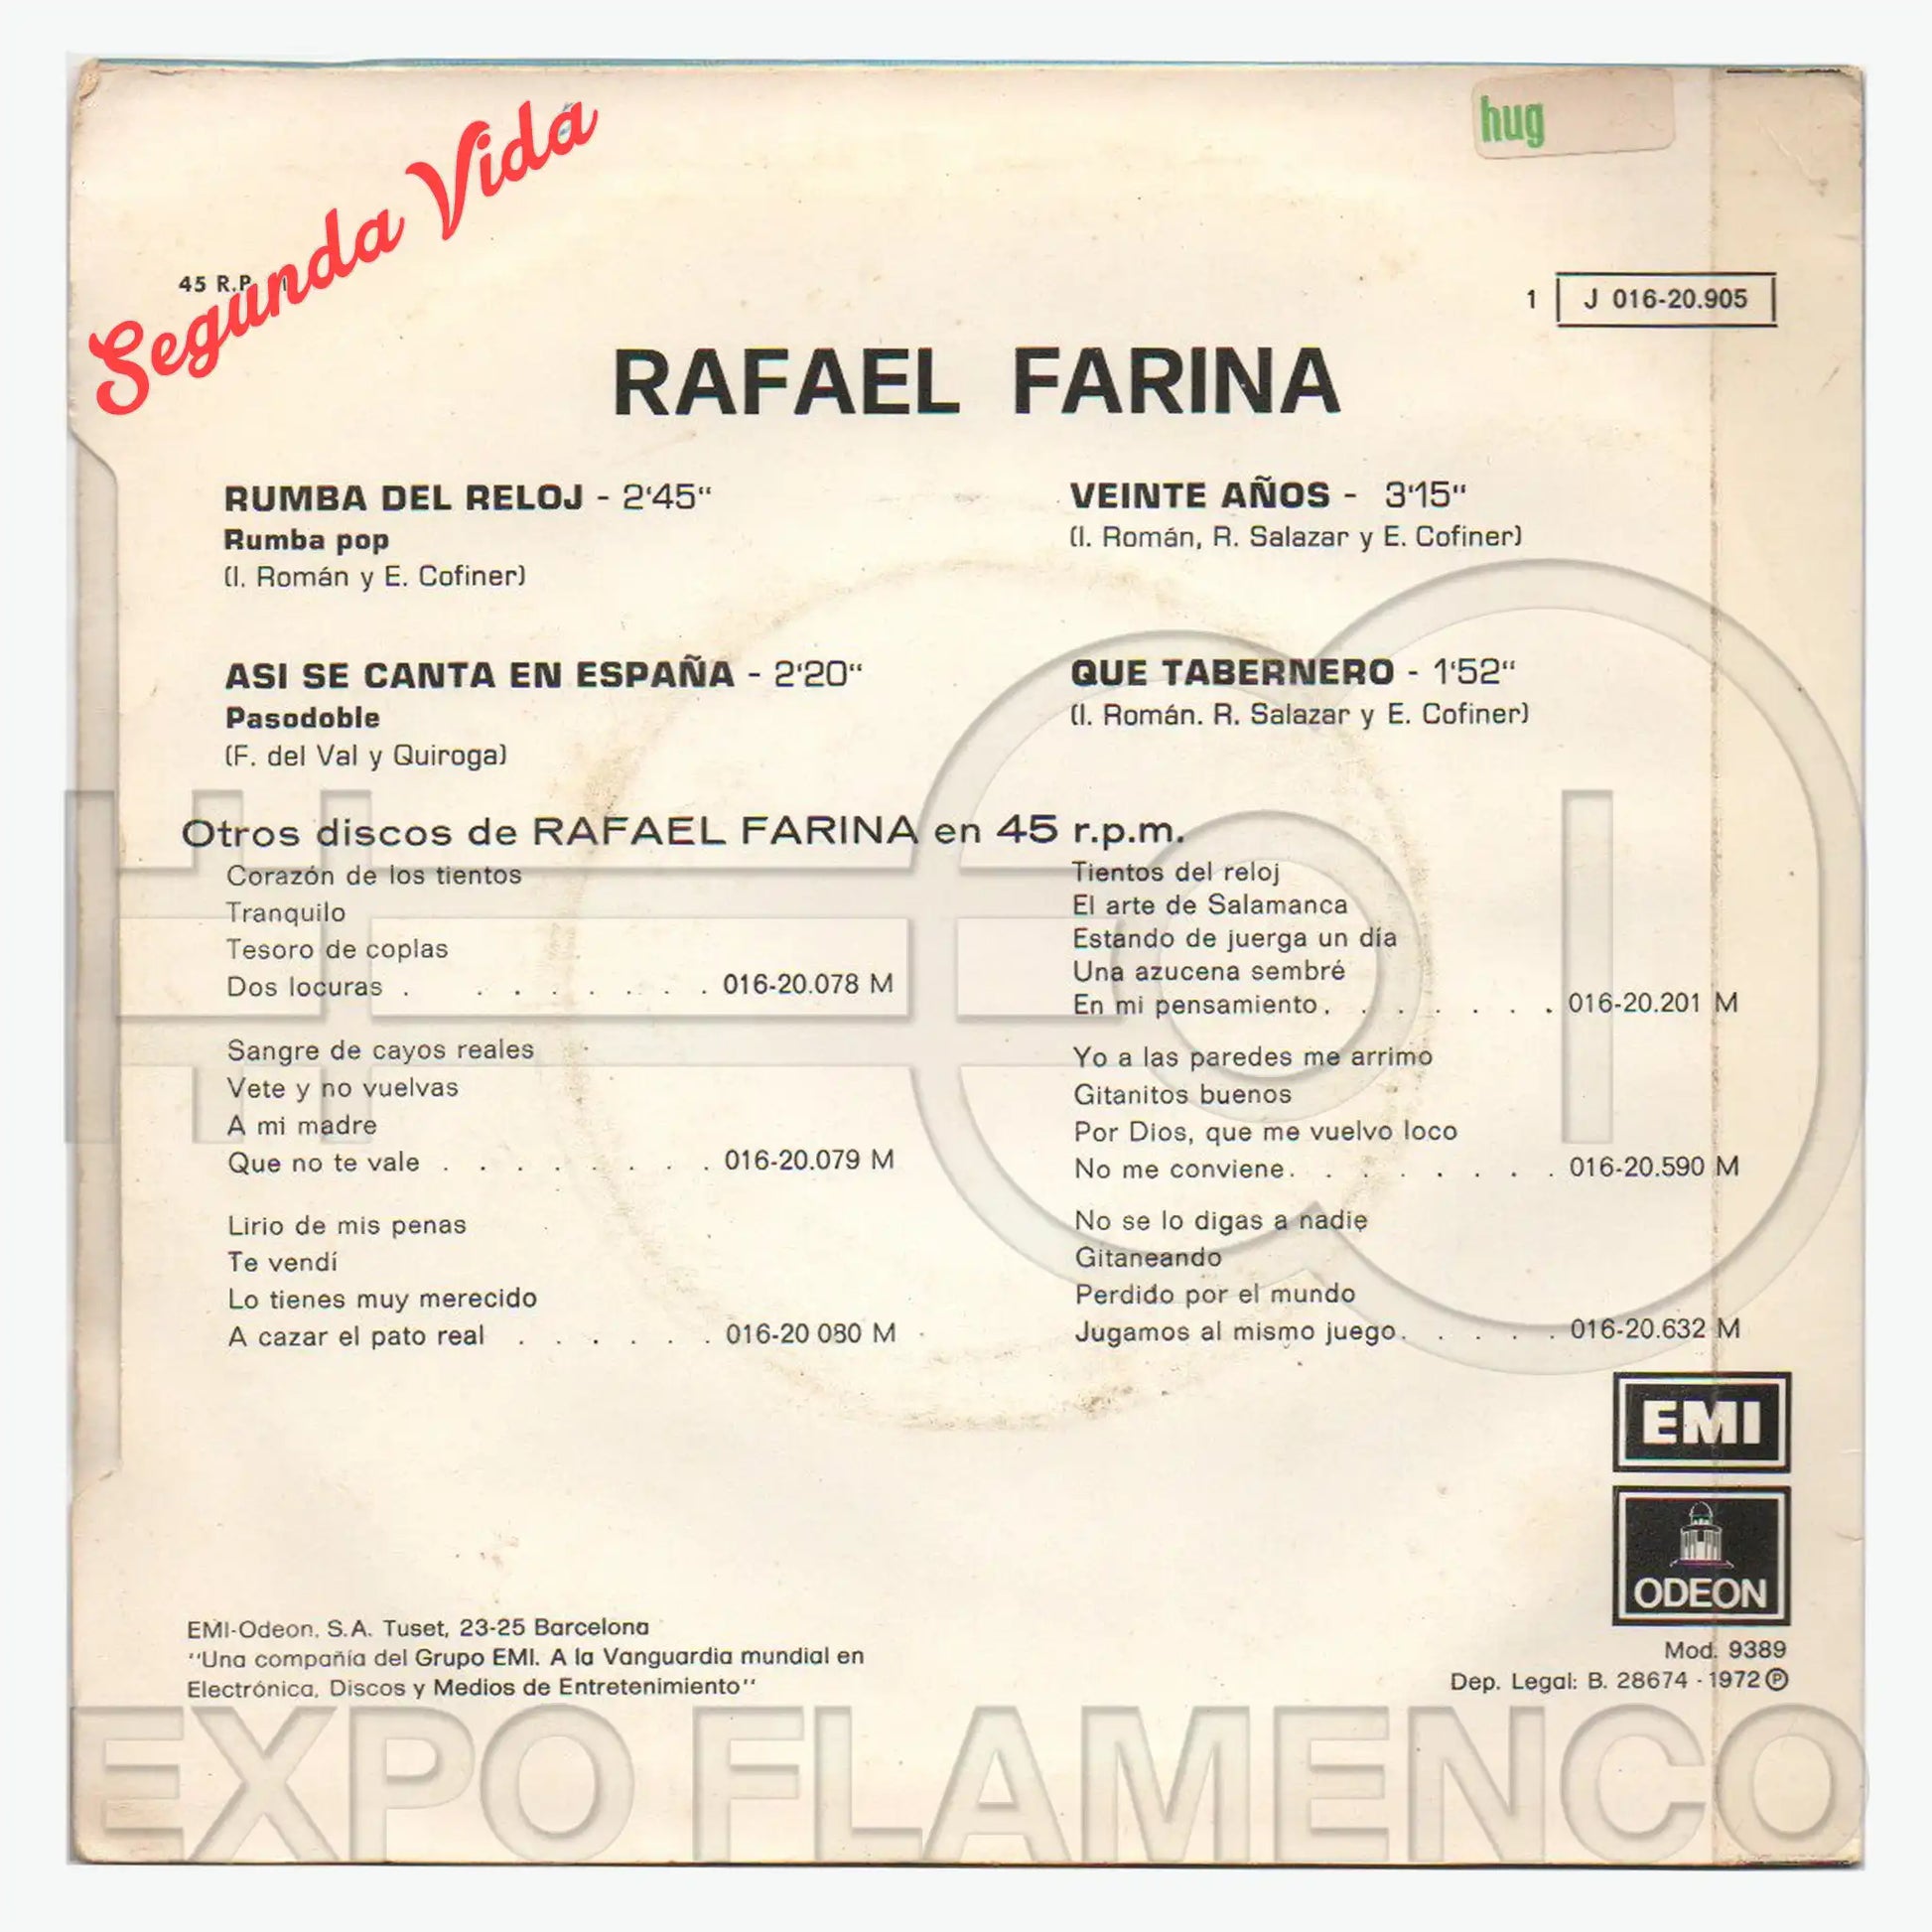 Segunda Vida
hug
45 R.P.
1 J 016-20.905
RAFAEL FARINA
RUMBA DEL RELOJ - 2'45"
Rumba pop
(I. Román y E. Cofiner)
ASI SE CANTA EN ESPAÑA - 2'20"
Pasodoble
(F. del Val y Quiroga)
VEINTE AÑOS - 3'15"
(I. Román, R. Salazar y E. Cofiner)
QUE TABERNERO - 1'52"
(I. Román. R. Salazar y E. Cofiner)
Otros discos de RAFAEL FARINA en 45 r.p.m.
Corazón de los tientos
Tranquilo
Tesoro de coplas
Dos locuras . . . . . . . . 016-20.078 M
Sangre de cayos reales
Vete y no vuelvas
A mi madre
Que no te vale . . . . . . . . 016-20.079 M
Lirio de mis penas
Te vendí
Lo tienes muy merecido
A cazar el pato real . . . . . . 016-20 080 M
Tientos del reloj
El arte de Salamanca
Estando de juerga un día
Una azucena sembré
En mi pensamiento . . . . . . . 016-20.201 M
Yo a las paredes me arrimo
Gitanitos buenos
Por Dios, que me vuelvo loco
No me conviene . . . . . . . . 016-20.590 M
No se lo digas a nadie
Gitaneando
Perdido por el mundo
Jugamos al mismo juego . . . . . 016-20.632 M
EMI
ODEON
EMI-Odeon, S.A. Tuset, 23-25 Barcelona
"Una compañía del Grupo EMI. A la Vanguardia mundial en
Electrónica, Discos y Medios de Entretenimiento"
Mod. 9389
Dep. Legal: B. 28674 - 1972 ℗
EXPO FLAMENCO